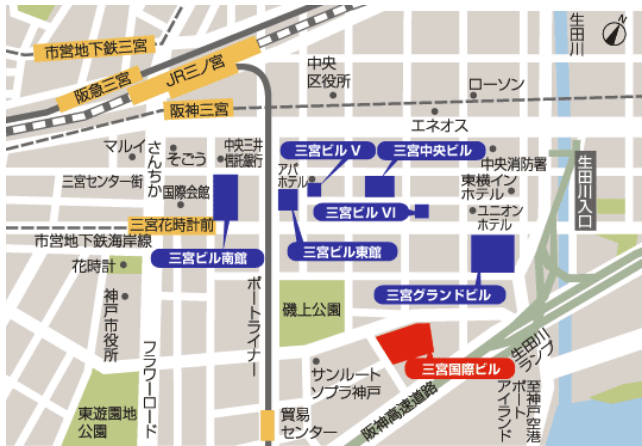 市営地下鉄三宮
阪急三宮
JR三ノ宮
阪神三宮
中央
区役所
ローソン
エネオス
生田川
マルイ
さんちか
そごう
中央三井
信託銀行
三宮センター街
国際会館
アパ
ホテル
三宮ビル V
三宮中央ビル
中央消防署
東横イン
ホテル
ユニオン
ホテル
三宮ビル VI
生田川入口
三宮花時計前
市営地下鉄海岸線
三宮ビル南館
三宮ビル東館
三宮グランドビル
花時計
神戸市役所
フラワーロード
ポートライナー
磯上公園
三宮国際ビル
サンルート
ソプラ神戸
阪神高速道路
生田川
ランプ
至神戸空港
ポート
アイランド
東遊園地
公園
貿易
センター